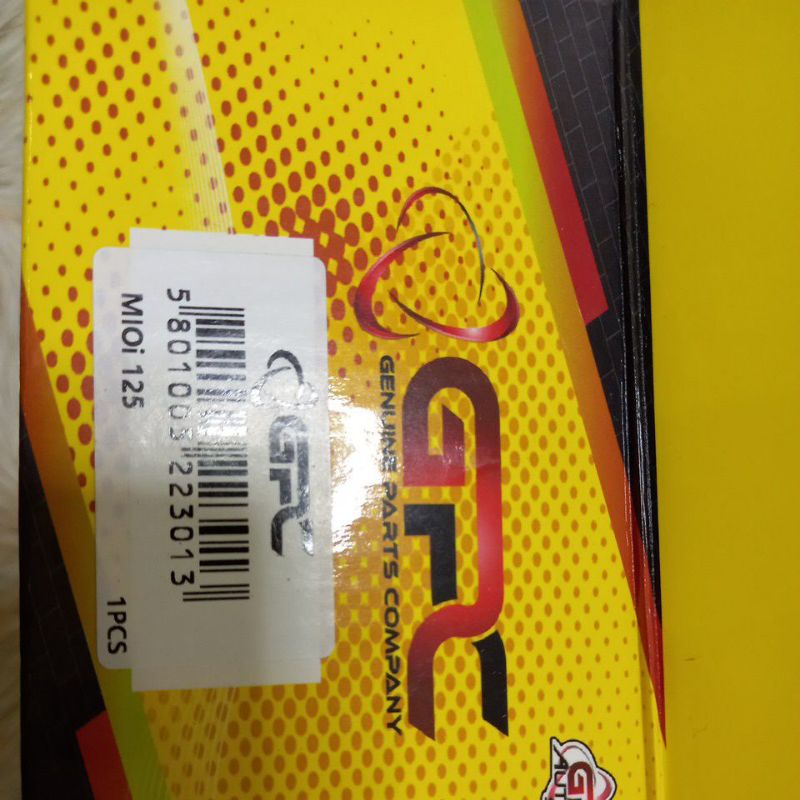 GPC
GENUINE PARTS COMPANY
GPC
5 801003 223013
MIOi 125
1PCS